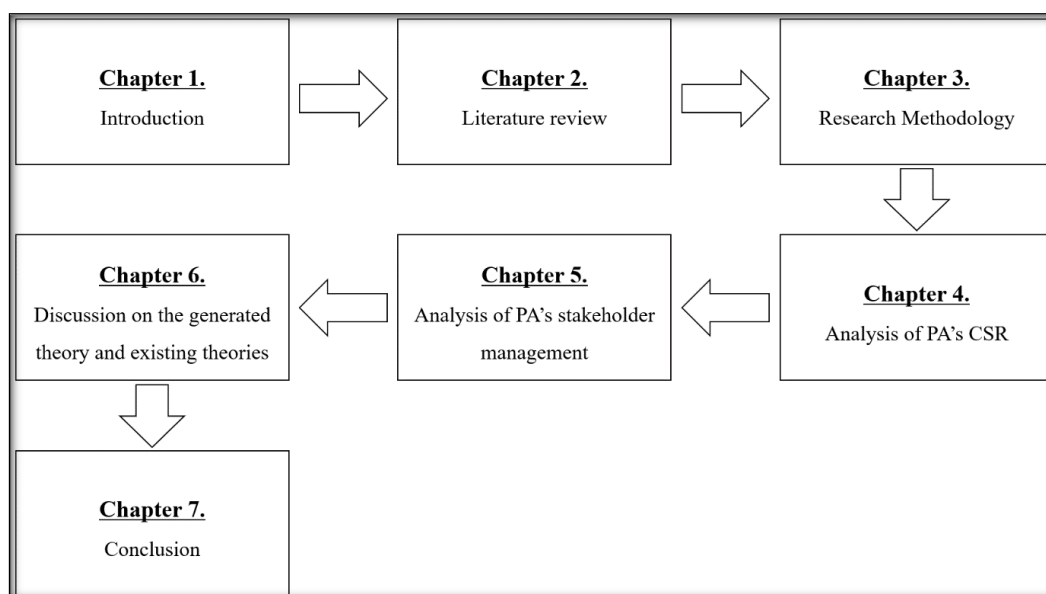 Chapter 1.
Introduction
Chapter 2.
Literature review
Chapter 3.
Research Methodology
Chapter 4.
Analysis of PA’s CSR
Chapter 5.
Analysis of PA’s stakeholder
management
Chapter 6.
Discussion on the generated
theory and existing theories
Chapter 7.
Conclusion